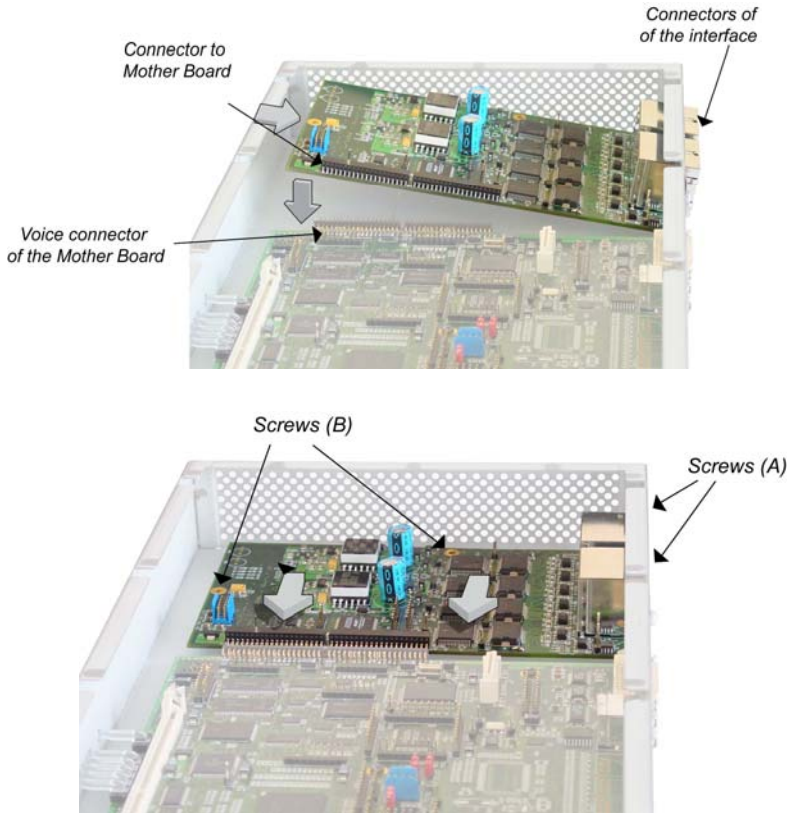 Connectors of
of the interface
Connector to
Mother Board
Voice connector
of the Mother Board
Screws (B)
Screws (A)